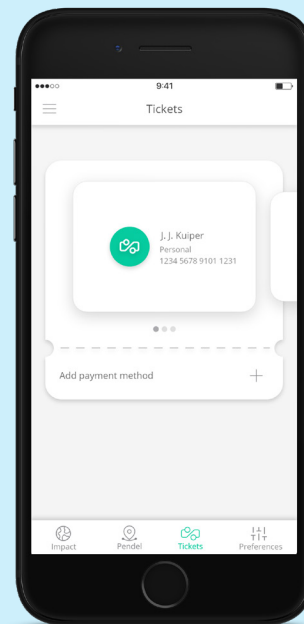 9:41
Tickets
J. J. Kuiper
Personal
1234 5678 9101 1231
Add payment method
Impact
Pendel
Tickets
Preferences